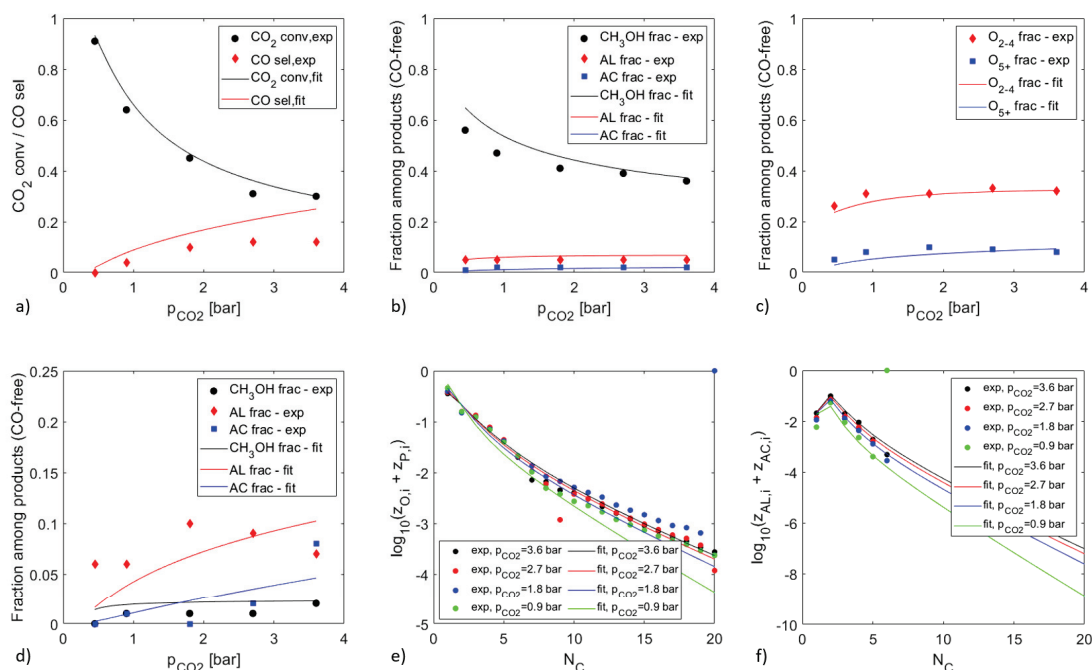 CO2 conv / CO sel
1
0.8
0.6
0.4
0.2
0
0 1 2 3 4
pCO2 [bar]
a)
CO2 conv,exp
CO sel,exp
CO2 conv,fit
CO sel,fit
Fraction among products (CO-free)
1
0.8
0.6
0.4
0.2
0
0 1 2 3 4
pCO2 [bar]
b)
CH3OH frac - exp
AL frac - exp
AC frac - exp
CH3OH frac - fit
AL frac - fit
AC frac - fit
Fraction among products (CO-free)
1
0.8
0.6
0.4
0.2
0
0 1 2 3 4
pCO2 [bar]
c)
O2-4 frac - exp
O5+ frac - exp
O2-4 frac - fit
O5+ frac - fit
Fraction among products (CO-free)
0.25
0.2
0.15
0.1
0.05
0
0 1 2 3 4
pCO2 [bar]
d)
CH3OH frac - exp
AL frac - exp
AC frac - exp
CH3OH frac - fit
AL frac - fit
AC frac - fit
log10(zO,i + zP,i)
0
-1
-2
-3
-4
-5
0 5 10 15 20
NC
e)
exp, pCO2=3.6 bar
exp, pCO2=2.7 bar
exp, pCO2=1.8 bar
exp, pCO2=0.9 bar
fit, pCO2=3.6 bar
fit, pCO2=2.7 bar
fit, pCO2=1.8 bar
fit, pCO2=0.9 bar
log10(zAL,i + zAC,i)
0
-2
-4
-6
-8
-10
0 5 10 15 20
NC
f)
exp, pCO2=3.6 bar
exp, pCO2=2.7 bar
exp, pCO2=1.8 bar
exp, pCO2=0.9 bar
fit, pCO2=3.6 bar
fit, pCO2=2.7 bar
fit, pCO2=1.8 bar
fit, pCO2=0.9 bar